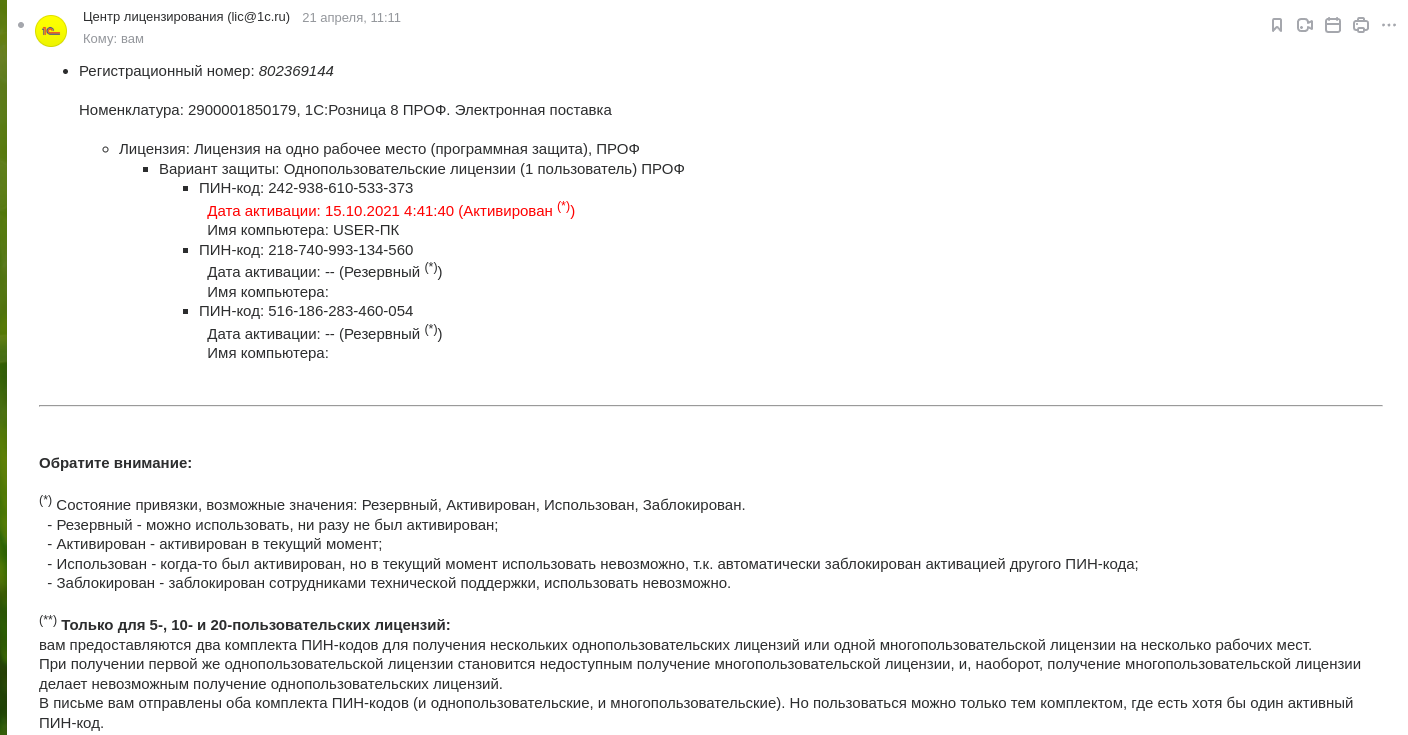 Центр лицензирования (lic@1c.ru) 21 апреля, 11:11
1С
Кому: вам
• Регистрационный номер: 802369144
Номенклатура: 2900001850179, 1С:Розница 8 ПРОФ. Электронная поставка
◦ Лицензия: Лицензия на одно рабочее место (программная защита), ПРОФ
▪ Вариант защиты: Однопользовательские лицензии (1 пользователь) ПРОФ
▪ ПИН-код: 242-938-610-533-373
Дата активации: 15.10.2021 4:41:40 (Активирован (*))
Имя компьютера: USER-ПК
▪ ПИН-код: 218-740-993-134-560
Дата активации: -- (Резервный (*))
Имя компьютера:
▪ ПИН-код: 516-186-283-460-054
Дата активации: -- (Резервный (*))
Имя компьютера:
Обратите внимание:
(*) Состояние привязки, возможные значения: Резервный, Активирован, Использован, Заблокирован.
- Резервный - можно использовать, ни разу не был активирован;
- Активирован - активирован в текущий момент;
- Использован - когда-то был активирован, но в текущий момент использовать невозможно, т.к. автоматически заблокирован активацией другого ПИН-кода;
- Заблокирован - заблокирован сотрудниками технической поддержки, использовать невозможно.
(**) Только для 5-, 10- и 20-пользовательских лицензий:
вам предоставляются два комплекта ПИН-кодов для получения нескольких однопользовательских лицензий или одной многопользовательской лицензии на несколько рабочих мест.
При получении первой же однопользовательской лицензии становится недоступным получение многопользовательской лицензии, и, наоборот, получение многопользовательской лицензии
делает невозможным получение однопользовательских лицензий.
В письме вам отправлены оба комплекта ПИН-кодов (и однопользовательские, и многопользовательские). Но пользоваться можно только тем комплектом, где есть хотя бы один активный
ПИН-код.